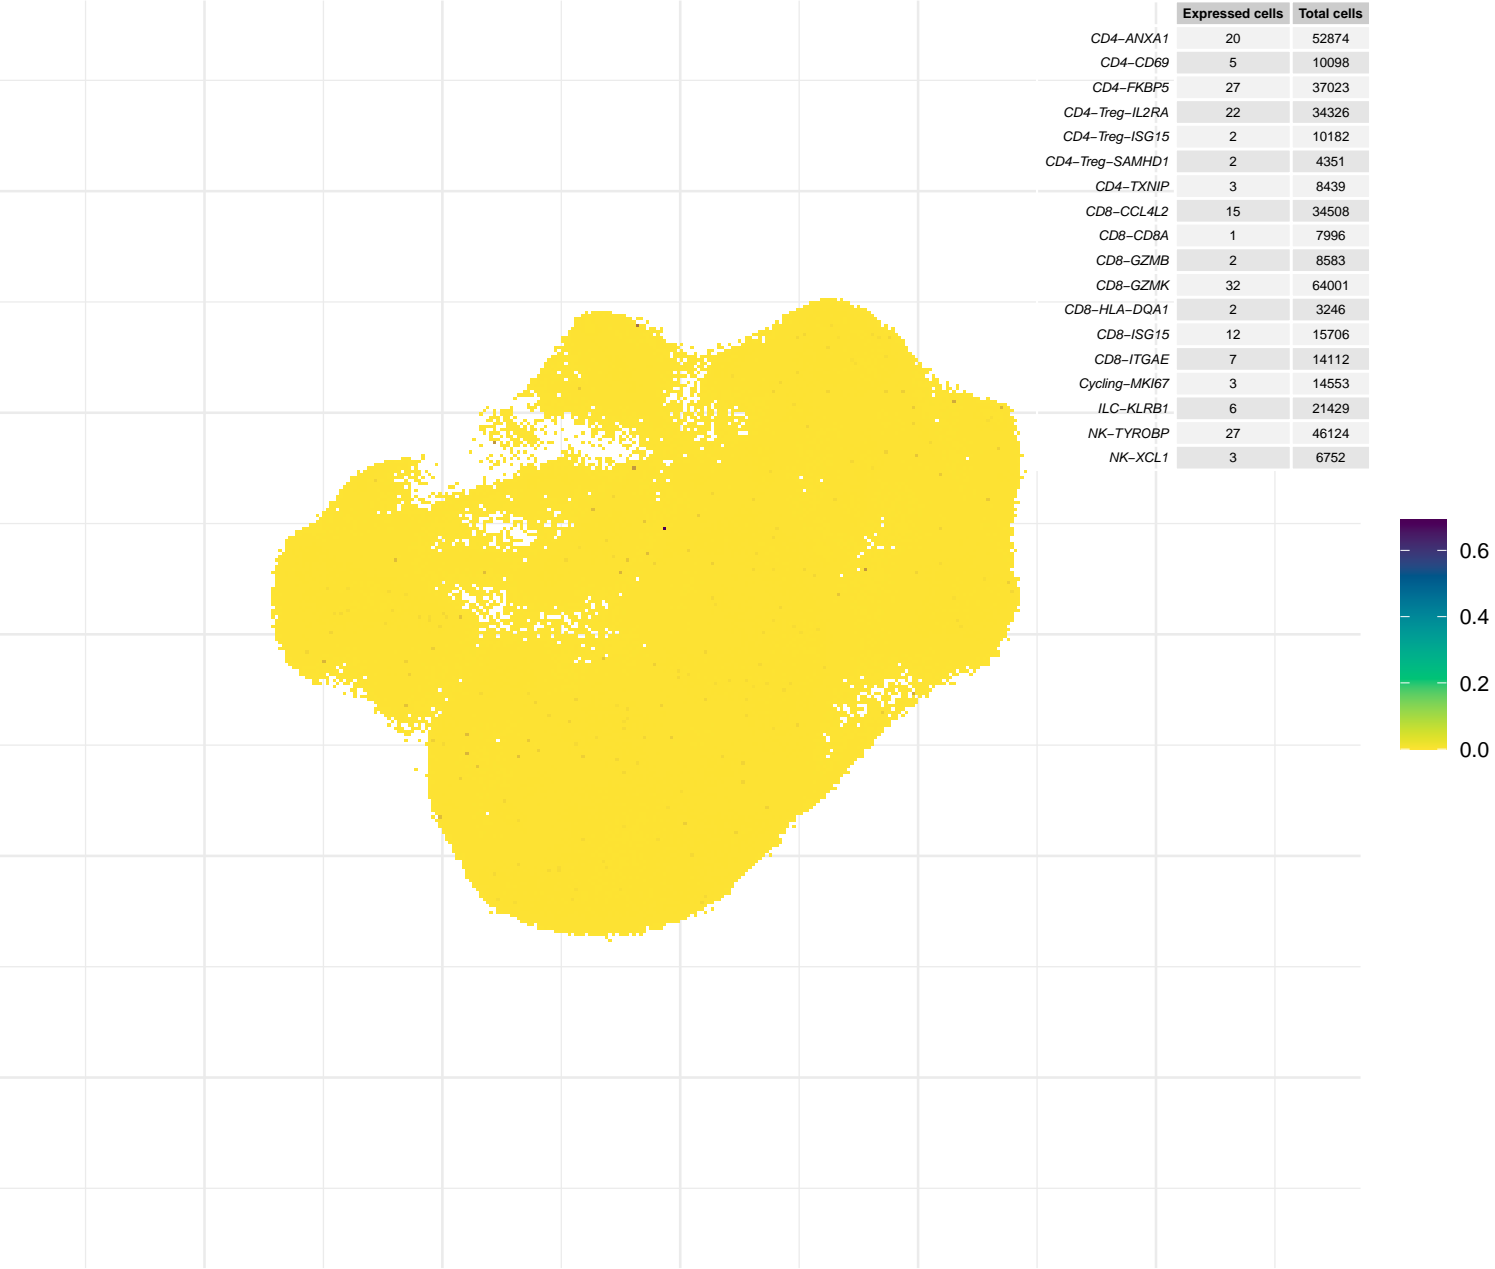 Expressed cells Total cells
CD4−ANXA1 20 52874
CD4−CD69 5 10098
CD4−FKBP5 27 37023
CD4−Treg−IL2RA 22 34326
CD4−Treg−ISG15 2 10182
CD4−Treg−SAMHD1 2 4351
CD4−TXNIP 3 8439
CD8−CCL4L2 15 34508
CD8−CD8A 1 7996
CD8−GZMB 2 8583
CD8−GZMK 32 64001
CD8−HLA−DQA1 2 3246
CD8−ISG15 12 15706
CD8−ITGAE 7 14112
Cycling−MKI67 3 14553
ILC−KLRB1 6 21429
NK−TYROBP 27 46124
NK−XCL1 3 6752
0.6
0.4
0.2
0.0